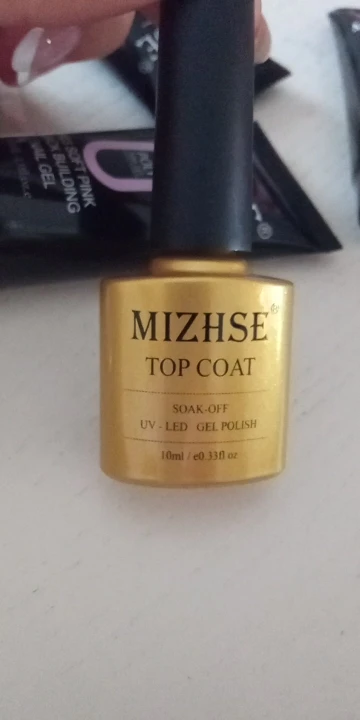 MIZHSE®
TOP COAT
SOAK-OFF
UV - LED GEL POLISH
10ml / e0.33fl oz
SOFT PINK
BUILDING
GEL
®